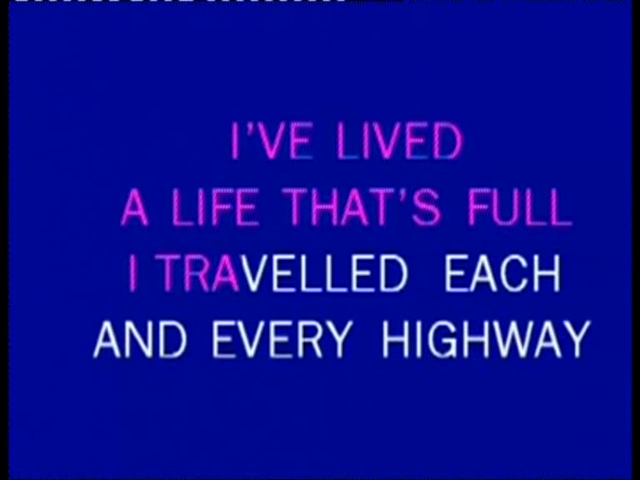 I'VE LIVED
A LIFE THAT'S FULL
I TRAVELLED EACH
AND EVERY HIGHWAY